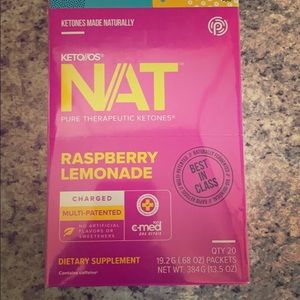 KETONES MADE NATURALLY
KETO//OS®
NAT™
PURE THERAPEUTIC KETONES®
RASPBERRY
LEMONADE
BEST IN CLASS
CHARGED
MULTI-PATENTED
NO ARTIFICIAL
FLAVORS OR
SWEETENERS
c-med
DIETARY SUPPLEMENT
Contains caffeine
QTY 20
19.2G (.68 OZ) PACKETS
NET WT. 384G (13.5 OZ)